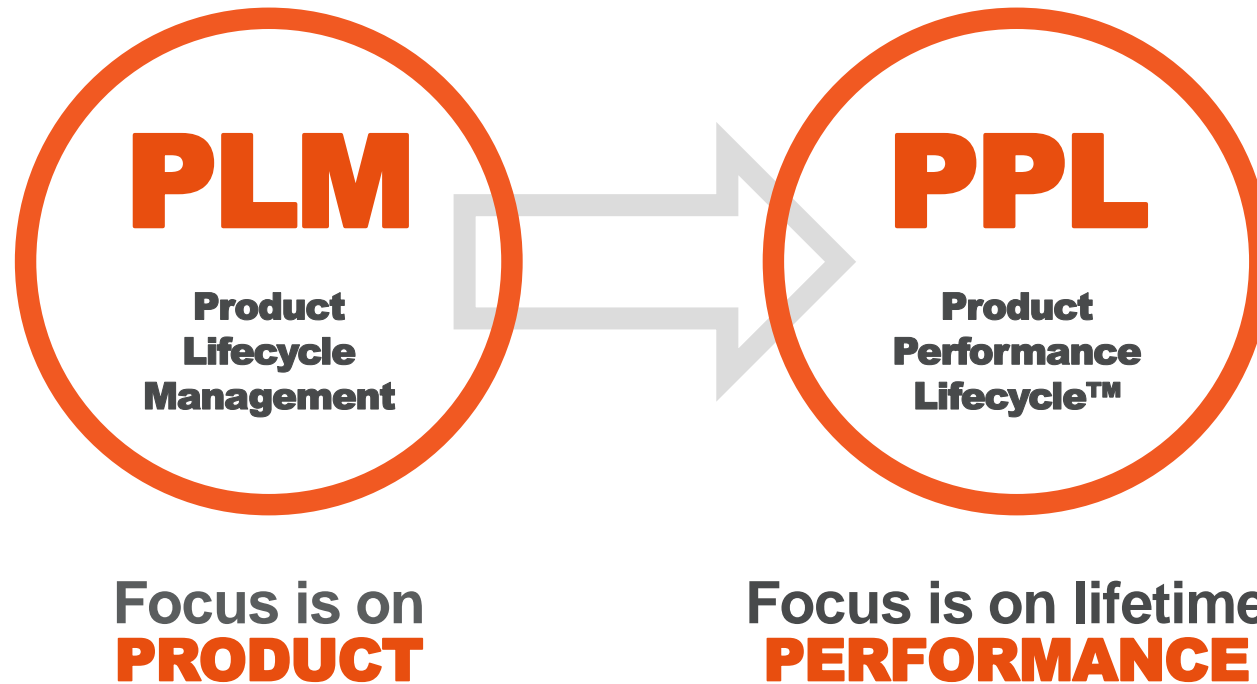 PLM
Product
Lifecycle
Management
Focus is on
PRODUCT
PPL
Product
Performance
Lifecycle™
Focus is on lifetime
PERFORMANCE